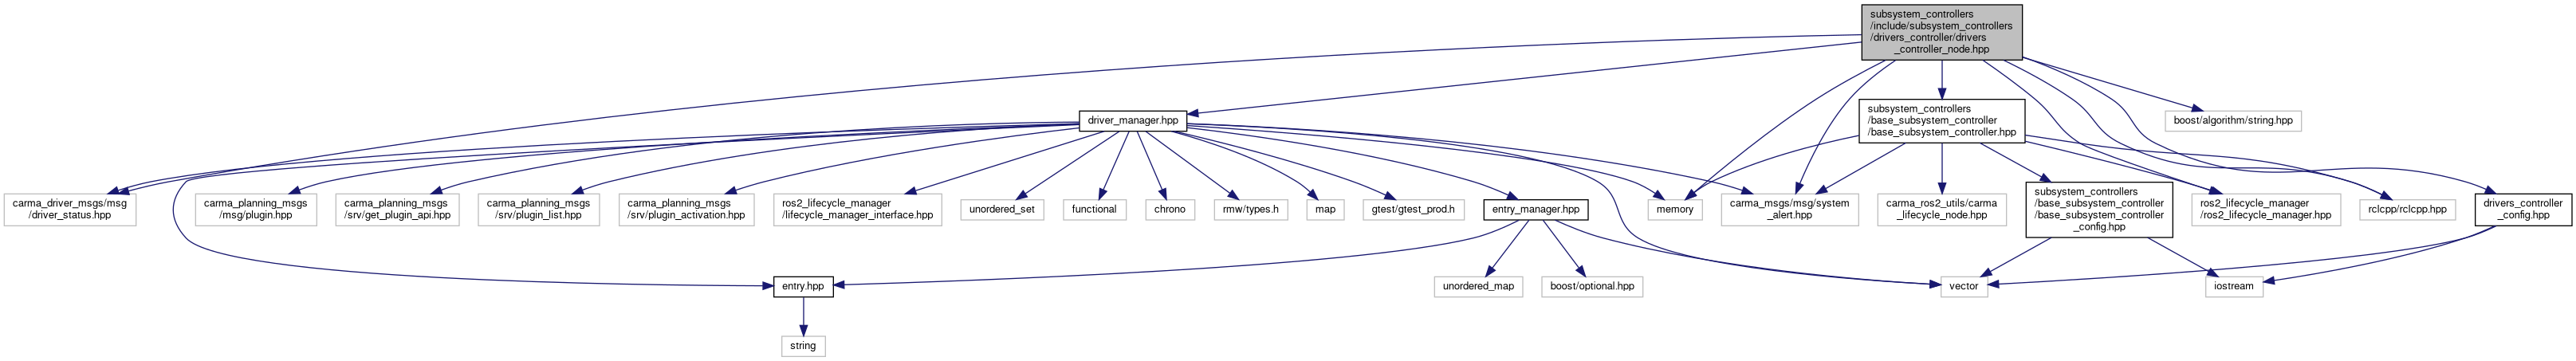 subsystem_controllers
/include/subsystem_controllers
/drivers_controller/drivers
_controller_node.hpp
driver_manager.hpp
subsystem_controllers
/base_subsystem_controller
/base_subsystem_controller.hpp
boost/algorithm/string.hpp
carma_driver_msgs/msg
/driver_status.hpp
carma_planning_msgs
/msg/plugin.hpp
carma_planning_msgs
/srv/get_plugin_api.hpp
carma_planning_msgs
/srv/plugin_list.hpp
carma_planning_msgs
/srv/plugin_activation.hpp
ros2_lifecycle_manager
/lifecycle_manager_interface.hpp
unordered_set
functional
chrono
rmw/types.h
map
gtest/gtest_prod.h
entry_manager.hpp
memory
carma_msgs/msg/system
_alert.hpp
carma_ros2_utils/carma
_lifecycle_node.hpp
subsystem_controllers
/base_subsystem_controller
/base_subsystem_controller
_config.hpp
ros2_lifecycle_manager
/ros2_lifecycle_manager.hpp
rclcpp/rclcpp.hpp
drivers_controller
_config.hpp
entry.hpp
unordered_map
boost/optional.hpp
vector
iostream
string